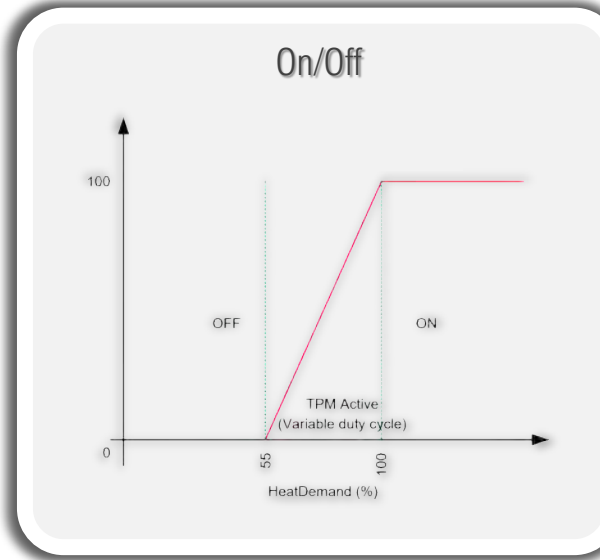 On/Off
100
OFF
ON
TPM Active
(Variable duty cycle)
0
55
100
HeatDemand (%)